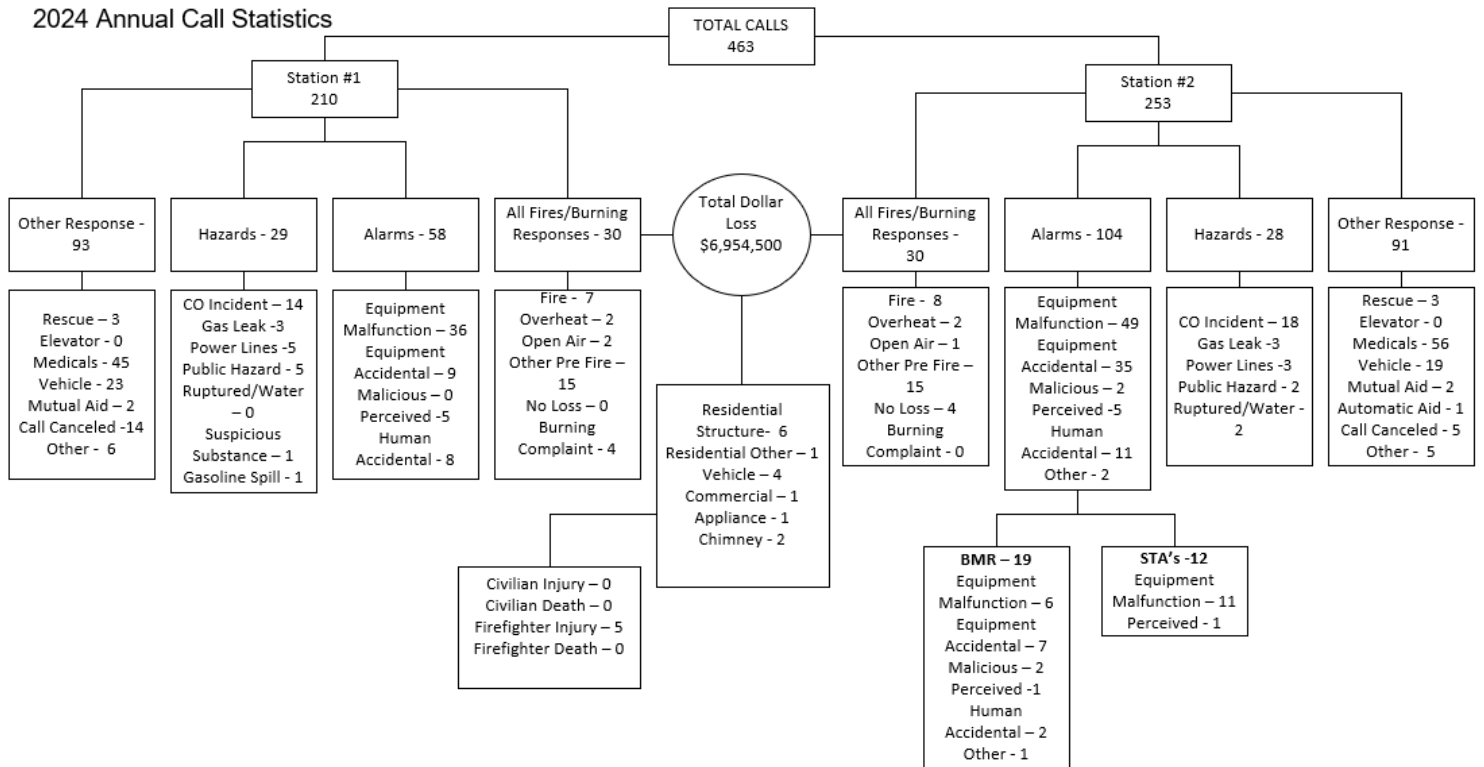 2024 Annual Call Statistics
TOTAL CALLS
463
Station #1
210
Station #2
253
Other Response -
93
Hazards - 29
Alarms - 58
All Fires/Burning
Responses - 30
Total Dollar
Loss
$6,954,500
All Fires/Burning
Responses -
30
Alarms - 104
Hazards - 28
Other Response -
91
Rescue – 3
Elevator - 0
Medicals - 45
Vehicle - 23
Mutual Aid – 2
Call Canceled -14
Other - 6
CO Incident – 14
Gas Leak -3
Power Lines -5
Public Hazard - 5
Ruptured/Water
– 0
Suspicious
Substance – 1
Gasoline Spill - 1
Equipment
Malfunction – 36
Equipment
Accidental – 9
Malicious – 0
Perceived -5
Human
Accidental - 8
Fire - 7
Overheat – 2
Open Air – 2
Other Pre Fire –
15
No Loss – 0
Burning
Complaint – 4
Residential
Structure- 6
Residential Other – 1
Vehicle – 4
Commercial – 1
Appliance - 1
Chimney - 2
Fire - 8
Overheat – 2
Open Air – 1
Other Pre Fire –
15
No Loss – 4
Burning
Complaint – 0
Equipment
Malfunction – 49
Equipment
Accidental – 35
Malicious – 2
Perceived -5
Human
Accidental – 11
Other - 2
CO Incident – 18
Gas Leak -3
Power Lines -3
Public Hazard - 2
Ruptured/Water -
2
Rescue – 3
Elevator – 0
Medicals - 56
Vehicle – 19
Mutual Aid – 2
Automatic Aid - 1
Call Canceled - 5
Other - 5
Civilian Injury – 0
Civilian Death – 0
Firefighter Injury – 5
Firefighter Death – 0
BMR – 19
Equipment
Malfunction – 6
Equipment
Accidental – 7
Malicious – 2
Perceived -1
Human
Accidental – 2
Other - 1
STA's -12
Equipment
Malfunction – 11
Perceived - 1